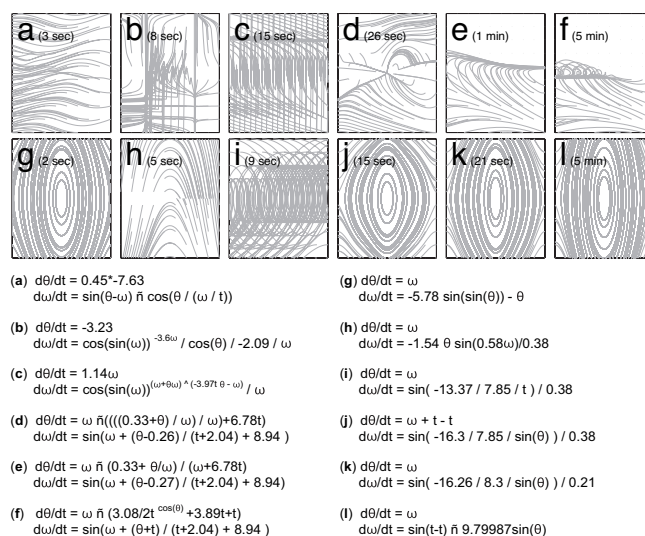 a (3 sec) b (8 sec) c (15 sec) d (26 sec) e (1 min) f (5 min)
g (2 sec) h (5 sec) i (9 sec) j (15 sec) k (21 sec) l (5 min)
(a) dθ/dt = 0.45*-7.63
dω/dt = sin(θ-ω) ñ cos(θ / (ω / t))
(b) dθ/dt = -3.23
dω/dt = cos(sin(ω)) -3.6ω / cos(θ) / -2.09 / ω
(c) dθ/dt = 1.14ω
dω/dt = cos(sin(ω))(ω+θω) ^ (-3.97t θ - ω) / ω
(d) dθ/dt = ω ñ((((0.33+θ) / ω) / ω)+6.78t)
dω/dt = sin(ω + (θ-0.26) / (t+2.04) + 8.94 )
(e) dθ/dt = ω ñ (0.33+ θ/ω) / (ω+6.78t)
dω/dt = sin(ω + (θ-0.27) / (t+2.04) + 8.94)
(f) dθ/dt = ω ñ (3.08/2t cos(θ) +3.89t+t)
dω/dt = sin(ω + (θ+t) / (t+2.04) + 8.94 )
(g) dθ/dt = ω
dω/dt = -5.78 sin(sin(θ)) - θ
(h) dθ/dt = ω
dω/dt = -1.54 θ sin(0.58ω)/0.38
(i) dθ/dt = ω
dω/dt = sin( -13.37 / 7.85 / t ) / 0.38
(j) dθ/dt = ω + t - t
dω/dt = sin( -16.3 / 7.85 / sin(θ) ) / 0.38
(k) dθ/dt = ω
dω/dt = sin( -16.26 / 8.3 / sin(θ) ) / 0.21
(l) dθ/dt = ω
dω/dt = sin(t-t) ñ 9.79987sin(θ)